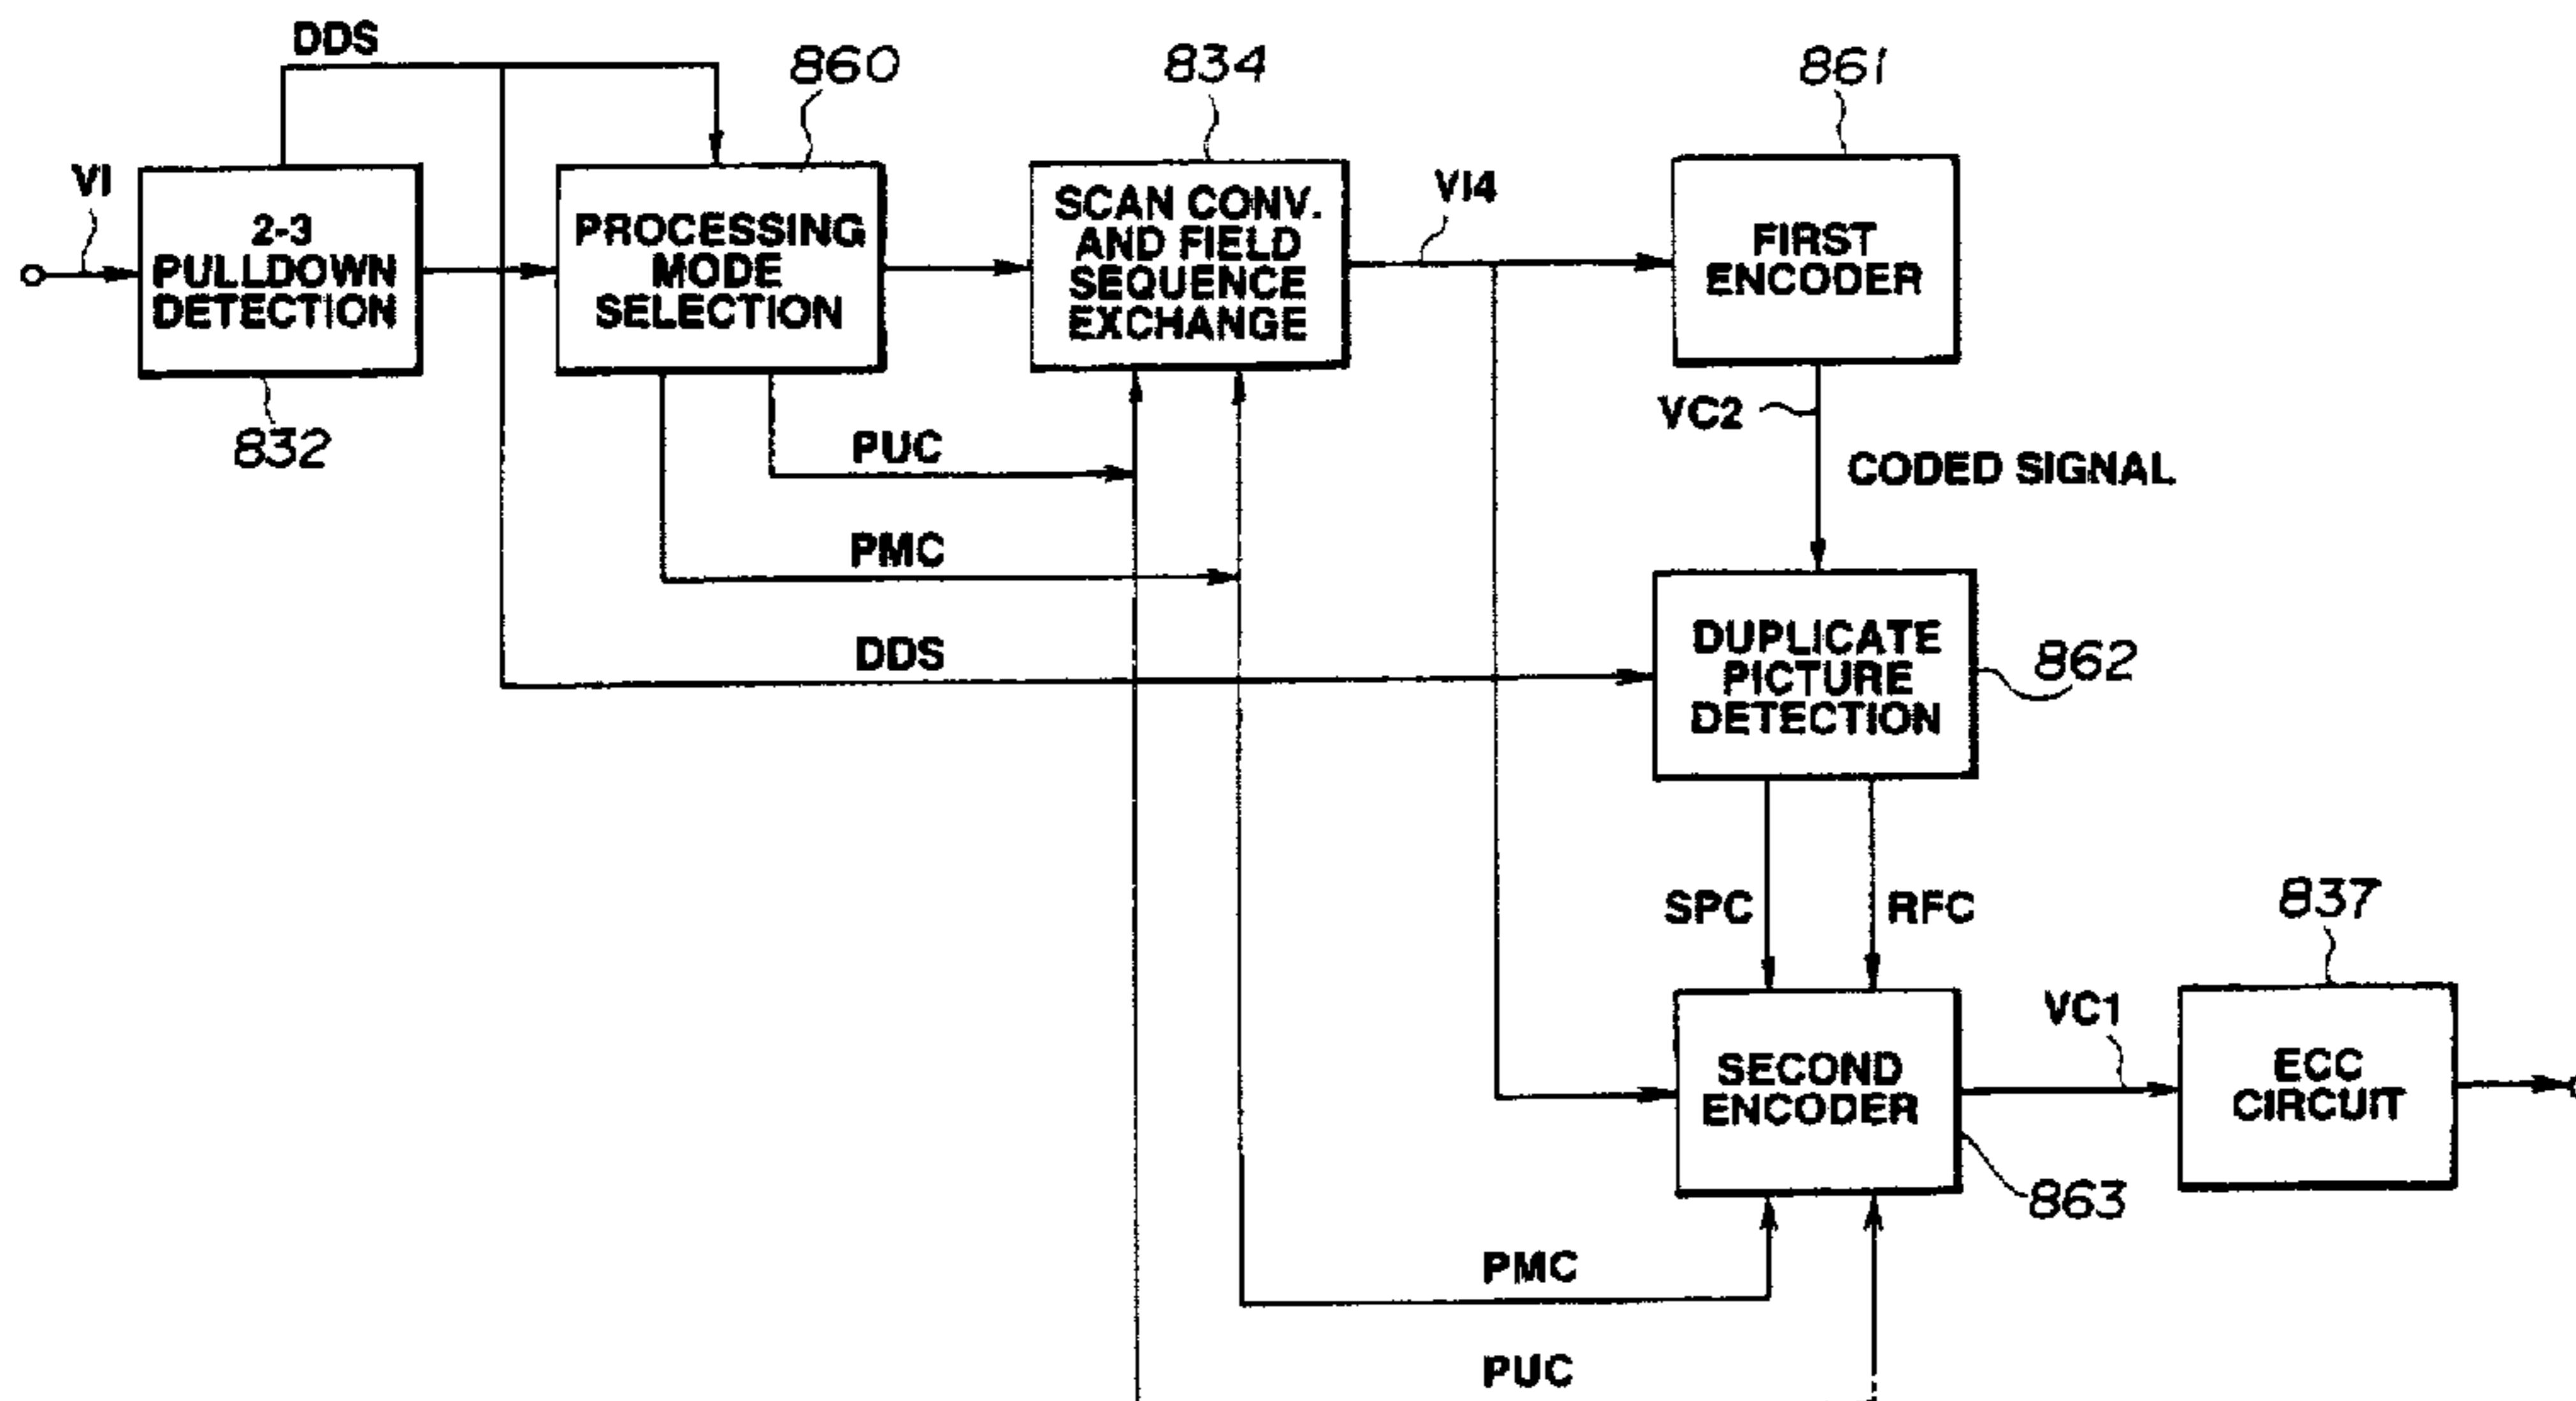 DDS
860
834
861
VI
2-3
PULLDOWN
DETECTION
PROCESSING
MODE
SELECTION
SCAN CONV.
AND FIELD
SEQUENCE
EXCHANGE
VI4
FIRST
ENCODER
832
PUC
VC2
CODED SIGNAL
PMC
DDS
DUPLICATE
PICTURE
DETECTION
862
SPC
RFC
837
VC1
SECOND
ENCODER
ECC
CIRCUIT
863
PMC
PUC